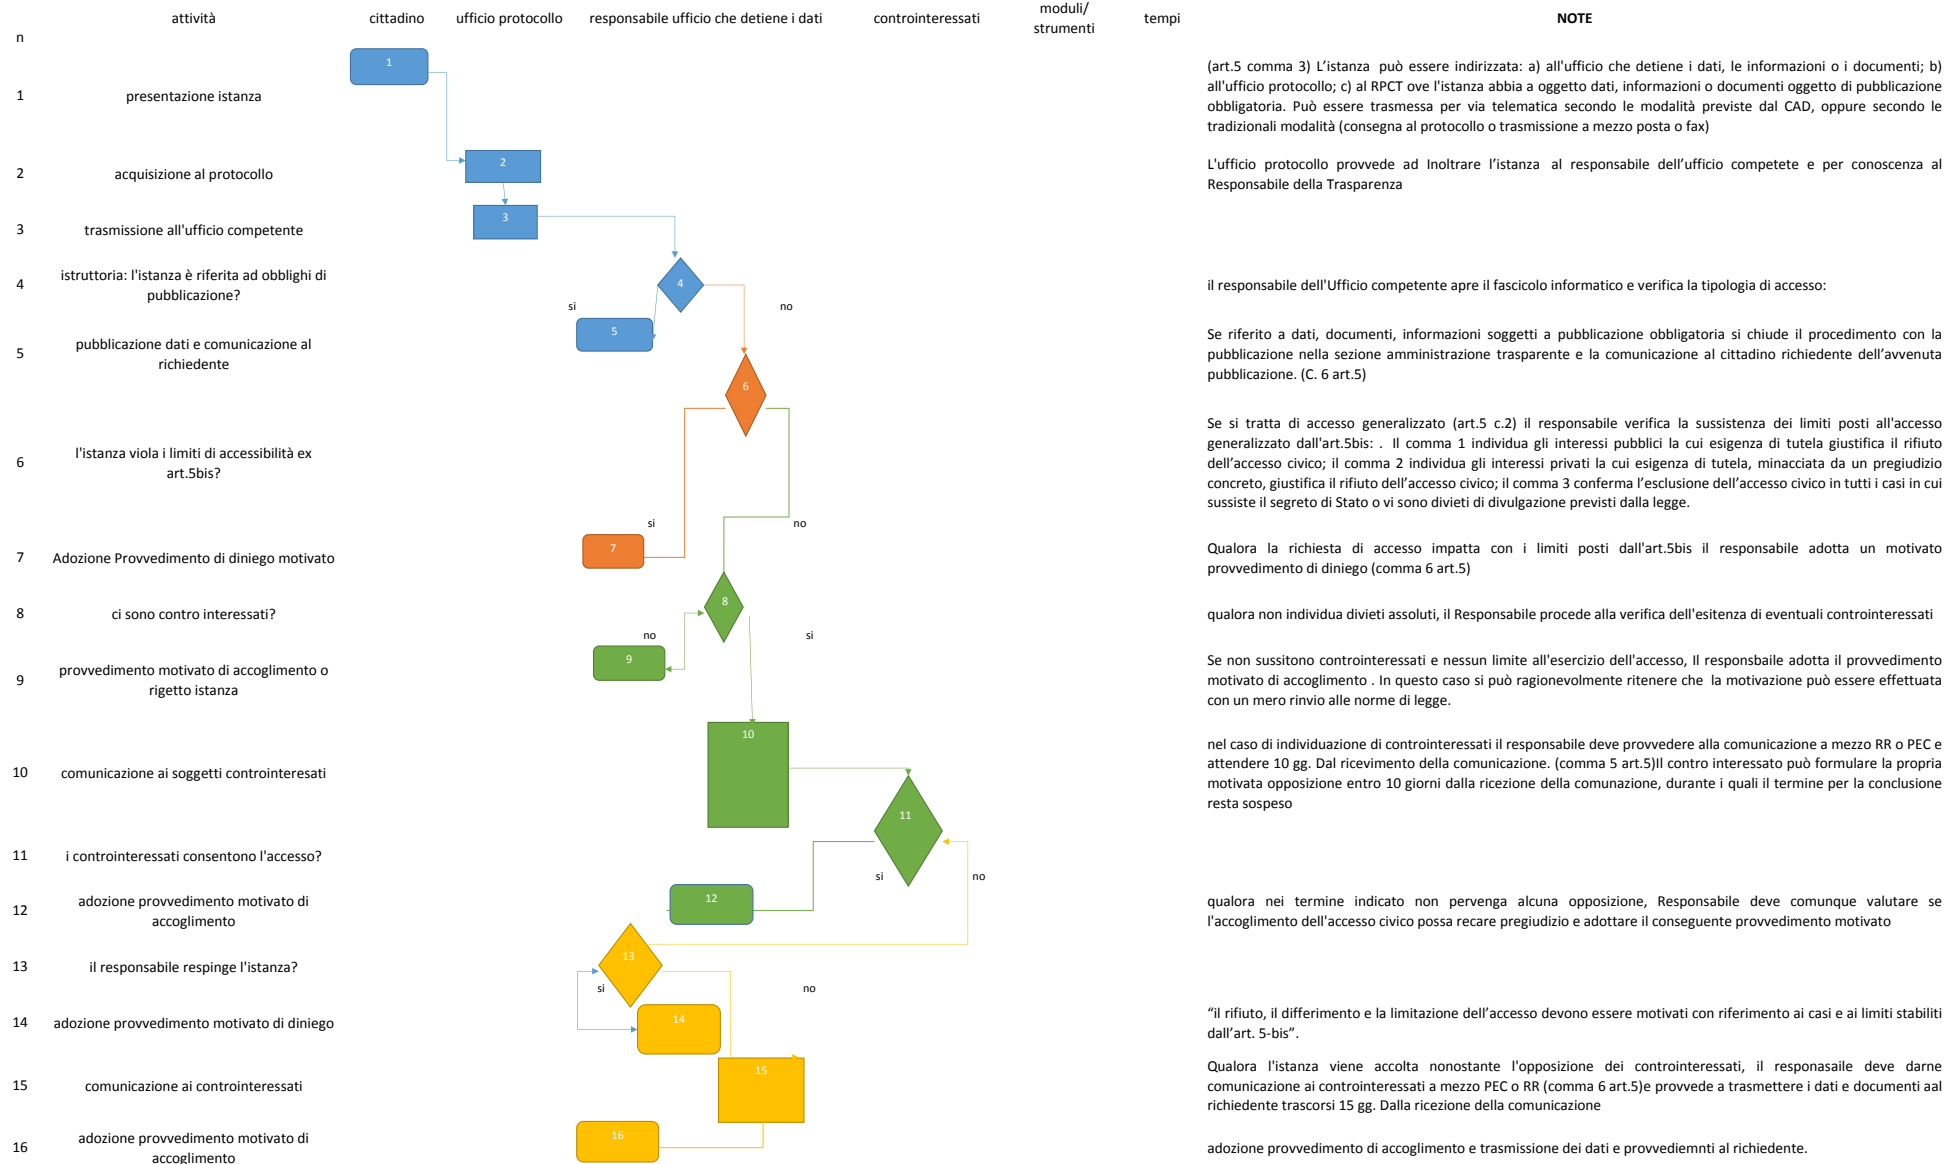 n
attività
cittadino
ufficio protocollo
responsabile ufficio che detiene i dati
controinteressati
moduli/
strumenti
tempi
NOTE
1
presentazione istanza
1
(art.5 comma 3) L'istanza può essere indirizzata: a) all'ufficio che detiene i dati, le informazioni o i documenti; b)
all'ufficio protocollo; c) al RPCT ove l'istanza abbia a oggetto dati, informazioni o documenti oggetto di pubblicazione
obbligatoria. Può essere trasmessa per via telematica secondo le modalità previste dal CAD, oppure secondo le
tradizionali modalità (consegna al protocollo o trasmissione a mezzo posta o fax)
2
acquisizione al protocollo
2
L'ufficio protocollo provvede ad Inoltrare l'istanza al responsabile dell'ufficio competete e per conoscenza al
Responsabile della Trasparenza
3
trasmissione all'ufficio competente
3
4
istruttoria: l'istanza è riferita ad obblighi di
pubblicazione?
4
si
no
il responsabile dell'Ufficio competente apre il fascicolo informatico e verifica la tipologia di accesso:
5
pubblicazione dati e comunicazione al
richiedente
5
Se riferito a dati, documenti, informazioni soggetti a pubblicazione obbligatoria si chiude il procedimento con la
pubblicazione nella sezione amministrazione trasparente e la comunicazione al cittadino richiedente dell'avvenuta
pubblicazione. (C. 6 art.5)
6
l'istanza viola i limiti di accessibilità ex
art.5bis?
6
si
no
Se si tratta di accesso generalizzato (art.5 c.2) il responsabile verifica la sussistenza dei limiti posti all'accesso
generalizzato dall'art.5bis: . Il comma 1 individua gli interessi pubblici la cui esigenza di tutela giustifica il rifiuto
dell'accesso civico; il comma 2 individua gli interessi privati la cui esigenza di tutela, minacciata da un pregiudizio
concreto, giustifica il rifiuto dell'accesso civico; il comma 3 conferma l'esclusione dell'accesso civico in tutti i casi in cui
sussiste il segreto di Stato o vi sono divieti di divulgazione previsti dalla legge.
7
Adozione Provvedimento di diniego motivato
7
Qualora la richiesta di accesso impatta con i limiti posti dall'art.5bis il responsabile adotta un motivato
provvedimento di diniego (comma 6 art.5)
8
ci sono contro interessati?
8
no
si
qualora non individua divieti assoluti, il Responsabile procede alla verifica dell'esitenza di eventuali controinteressati
9
provvedimento motivato di accoglimento o
rigetto istanza
9
Se non sussitono controinteressati e nessun limite all'esercizio dell'accesso, Il responsbaile adotta il provvedimento
motivato di accoglimento . In questo caso si può ragionevolmente ritenere che la motivazione può essere effettuata
con un mero rinvio alle norme di legge.
10
comunicazione ai soggetti controinteresati
10
nel caso di individuazione di controinteressati il responsabile deve provvedere alla comunicazione a mezzo RR o PEC e
attendere 10 gg. Dal ricevimento della comunicazione. (comma 5 art.5)Il contro interessato può formulare la propria
motivata opposizione entro 10 giorni dalla ricezione della comunazione, durante i quali il termine per la conclusione
resta sospeso
11
i controinteressati consentono l'accesso?
11
si
no
12
adozione provvedimento motivato di
accoglimento
12
qualora nei termine indicato non pervenga alcuna opposizione, Responsabile deve comunque valutare se
l'accoglimento dell'accesso civico possa recare pregiudizio e adottare il conseguente provvedimento motivato
13
il responsabile respinge l'istanza?
13
si
no
14
adozione provvedimento motivato di diniego
14
“il rifiuto, il differimento e la limitazione dell'accesso devono essere motivati con riferimento ai casi e ai limiti stabiliti
dall'art. 5-bis”.
15
comunicazione ai controinteressati
15
Qualora l'istanza viene accolta nonostante l'opposizione dei controinteressati, il responasaile deve darne
comunicazione ai controinteressati a mezzo PEC o RR (comma 6 art.5)e provvede a trasmettere i dati e documenti aal
richiedente trascorsi 15 gg. Dalla ricezione della comunicazione
16
adozione provvedimento motivato di
accoglimento
16
adozione provvedimento di accoglimento e trasmissione dei dati e provvediemnti al richiedente.